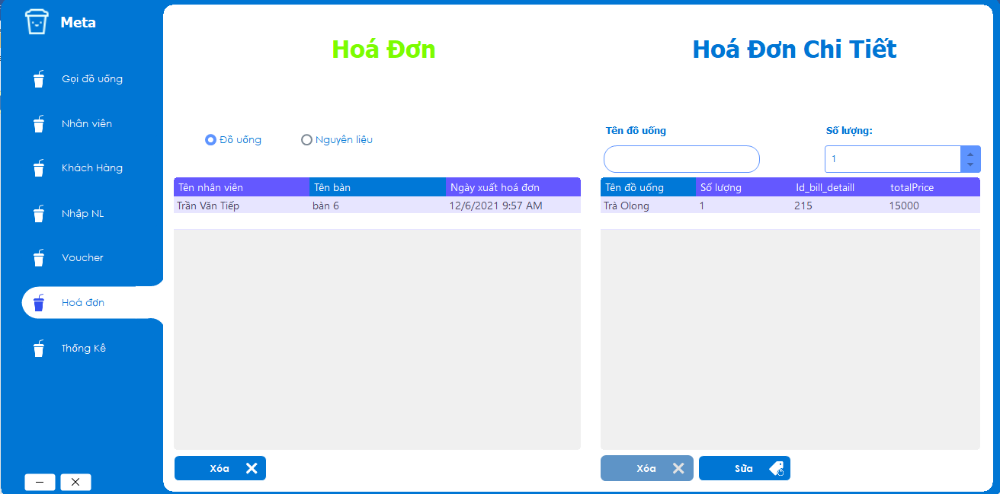 Meta
Gọi đồ uống
Nhân viên
Khách Hàng
Nhập NL
Voucher
Hoá đơn
Thống Kê
Hoá Đơn
Đồ uống
Nguyên liệu
Tên nhân viên Tên bàn Ngày xuất hoá đơn
Trần Văn Tiếp bàn 6 12/6/2021 9:57 AM
Xóa
Hoá Đơn Chi Tiết
Tên đồ uống
Số lượng:
1
Tên đồ uống Số lượng Id_bill_detaill totalPrice
Trà Olong 1 215 15000
Xóa
Sửa